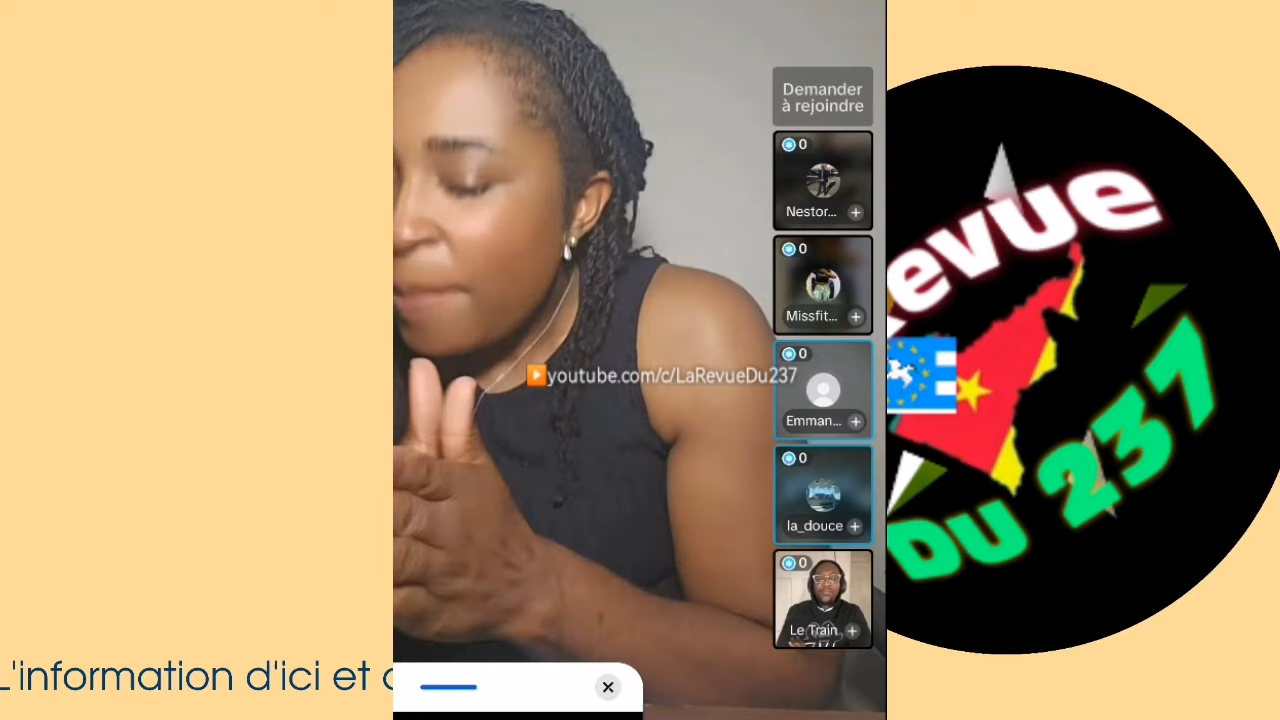 Demander
à rejoindre
0
Nestor...
0
Missfit...
0
Emman...
0
la_douce
0
Le Train
youtube.com/c/LaRevueDu237
evue
Du 237
L'information d'ici et